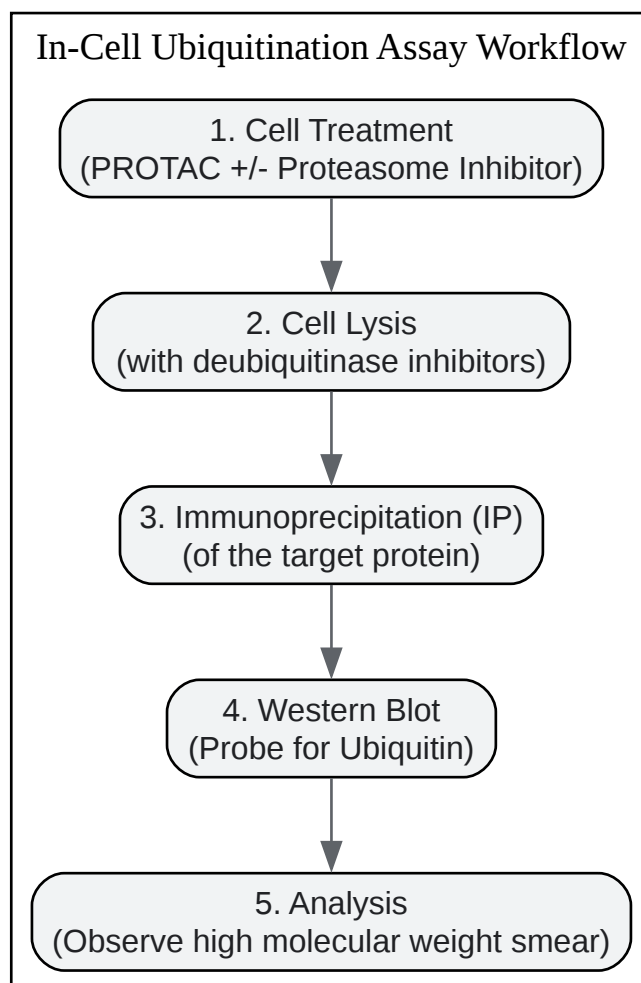 In-Cell Ubiquitination Assay Workflow
1. Cell Treatment
(PROTAC +/- Proteasome Inhibitor)
2. Cell Lysis
(with deubiquitinase inhibitors)
3. Immunoprecipitation (IP)
(of the target protein)
4. Western Blot
(Probe for Ubiquitin)
5. Analysis
(Observe high molecular weight smear)